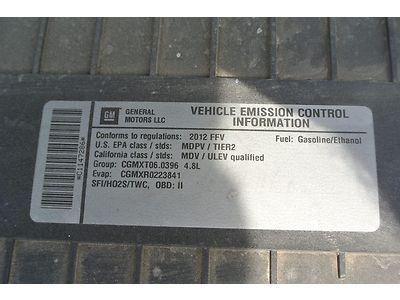 GM
GENERAL
MOTORS LLC
VEHICLE EMISSION CONTROL
INFORMATION
Conforms to regulations: 2012 FFV
Fuel: Gasoline/Ethanol
U.S. EPA class / stds: MDPV / TIER2
California class / stds: MDV / ULEV qualified
Group: CGMXT06.0396 4.8L
Evap: CGMXR0223841
SFI/HO2S/TWC, OBD: II